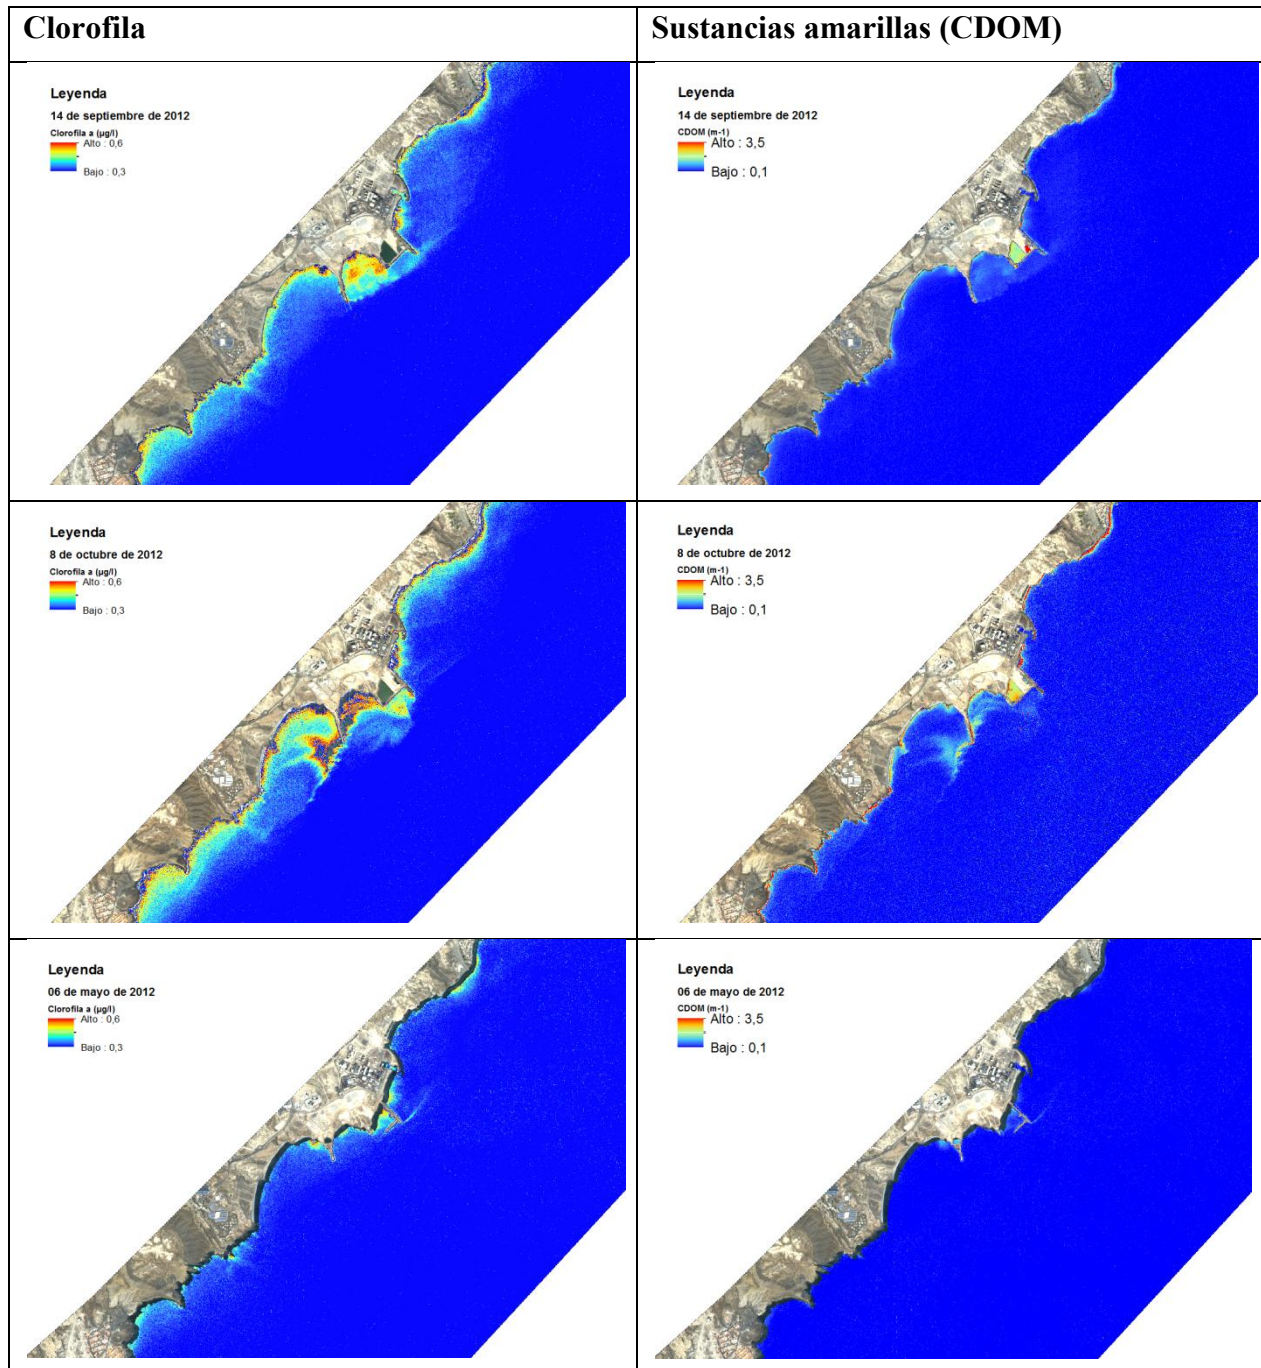 Clorofila
Sustancias amarillas (CDOM)
Leyenda
14 de septiembre de 2012
Clorofila a (µg/l)
Alto : 0,6
Bajo : 0,3
Leyenda
14 de septiembre de 2012
CDOM (m-1)
Alto : 3,5
Bajo : 0,1
Leyenda
8 de octubre de 2012
Clorofila a (µg/l)
Alto : 0,6
Bajo : 0,3
Leyenda
8 de octubre de 2012
CDOM (m-1)
Alto : 3,5
Bajo : 0,1
Leyenda
06 de mayo de 2012
Clorofila a (µg/l)
Alto : 0,6
Bajo : 0,3
Leyenda
06 de mayo de 2012
CDOM (m-1)
Alto : 3,5
Bajo : 0,1